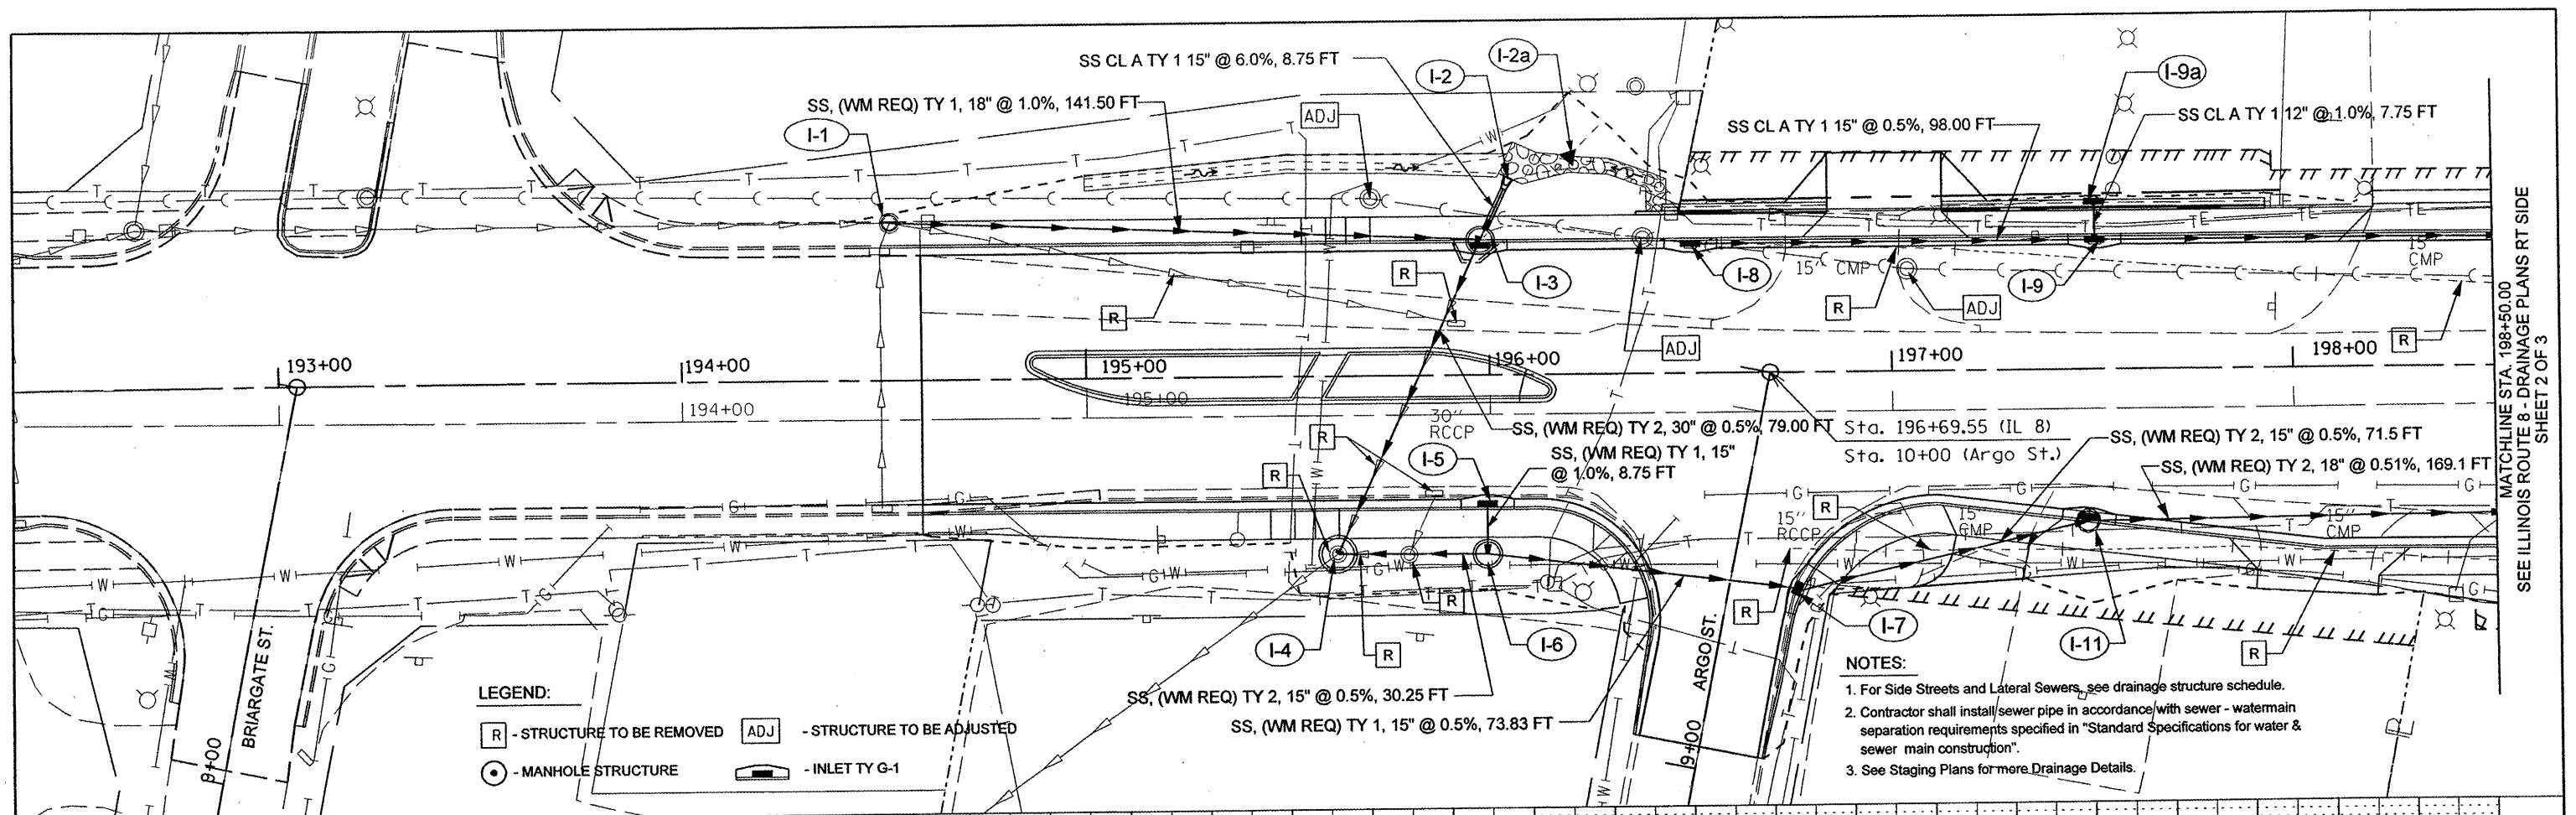 SS CL A TY 1 15" @ 6.0%, 8.75 FT
I-2
I-2a
I-9a
SS, (WM REQ) TY 1, 18" @ 1.0%, 141.50 FT
ADJ
I-1
SS CL A TY 1 15" @ 0.5%, 98.00 FT
SS CL A TY 1 12" @ 1.0%, 7.75 FT
R
I-3
I-8
15" CMP
I-9
15"
CMP
R
R
ADJ
ADJ
R
193+00
194+00
195+00
196+00
197+00
198+00
194+00
195+00
30"
RCCP
R
SS, (WM REQ) TY 2, 30" @ 0.5%, 79.00 FT
Sta. 196+69.55 (IL 8)
Sta. 10+00 (Argo St.)
SS, (WM REQ) TY 2, 15" @ 0.5%, 71.5 FT
SS, (WM REQ) TY 2, 18" @ 0.51%, 169.1 FT
I-5
SS, (WM REQ) TY 1, 15"
@ 1.0%, 8.75 FT
R
R
15"
RCCP
15"
CMP
15"
CMP
R
R
I-4
R
I-6
I-7
I-11
R
BRIARGATE ST.
9+00
ARGO ST.
9+00
SS, (WM REQ) TY 2, 15" @ 0.5%, 30.25 FT
SS, (WM REQ) TY 1, 15" @ 0.5%, 73.83 FT
LEGEND:
R - STRUCTURE TO BE REMOVED
ADJ - STRUCTURE TO BE ADJUSTED
- MANHOLE STRUCTURE
- INLET TY G-1
NOTES:
1. For Side Streets and Lateral Sewers, see drainage structure schedule.
2. Contractor shall install sewer pipe in accordance with sewer - watermain
separation requirements specified in "Standard Specifications for water &
sewer main construction".
3. See Staging Plans for more Drainage Details.
MATCHLINE STA. 198+50.00
SEE ILLINOIS ROUTE 8 - DRAINAGE PLANS RT SIDE
SHEET 2 OF 3